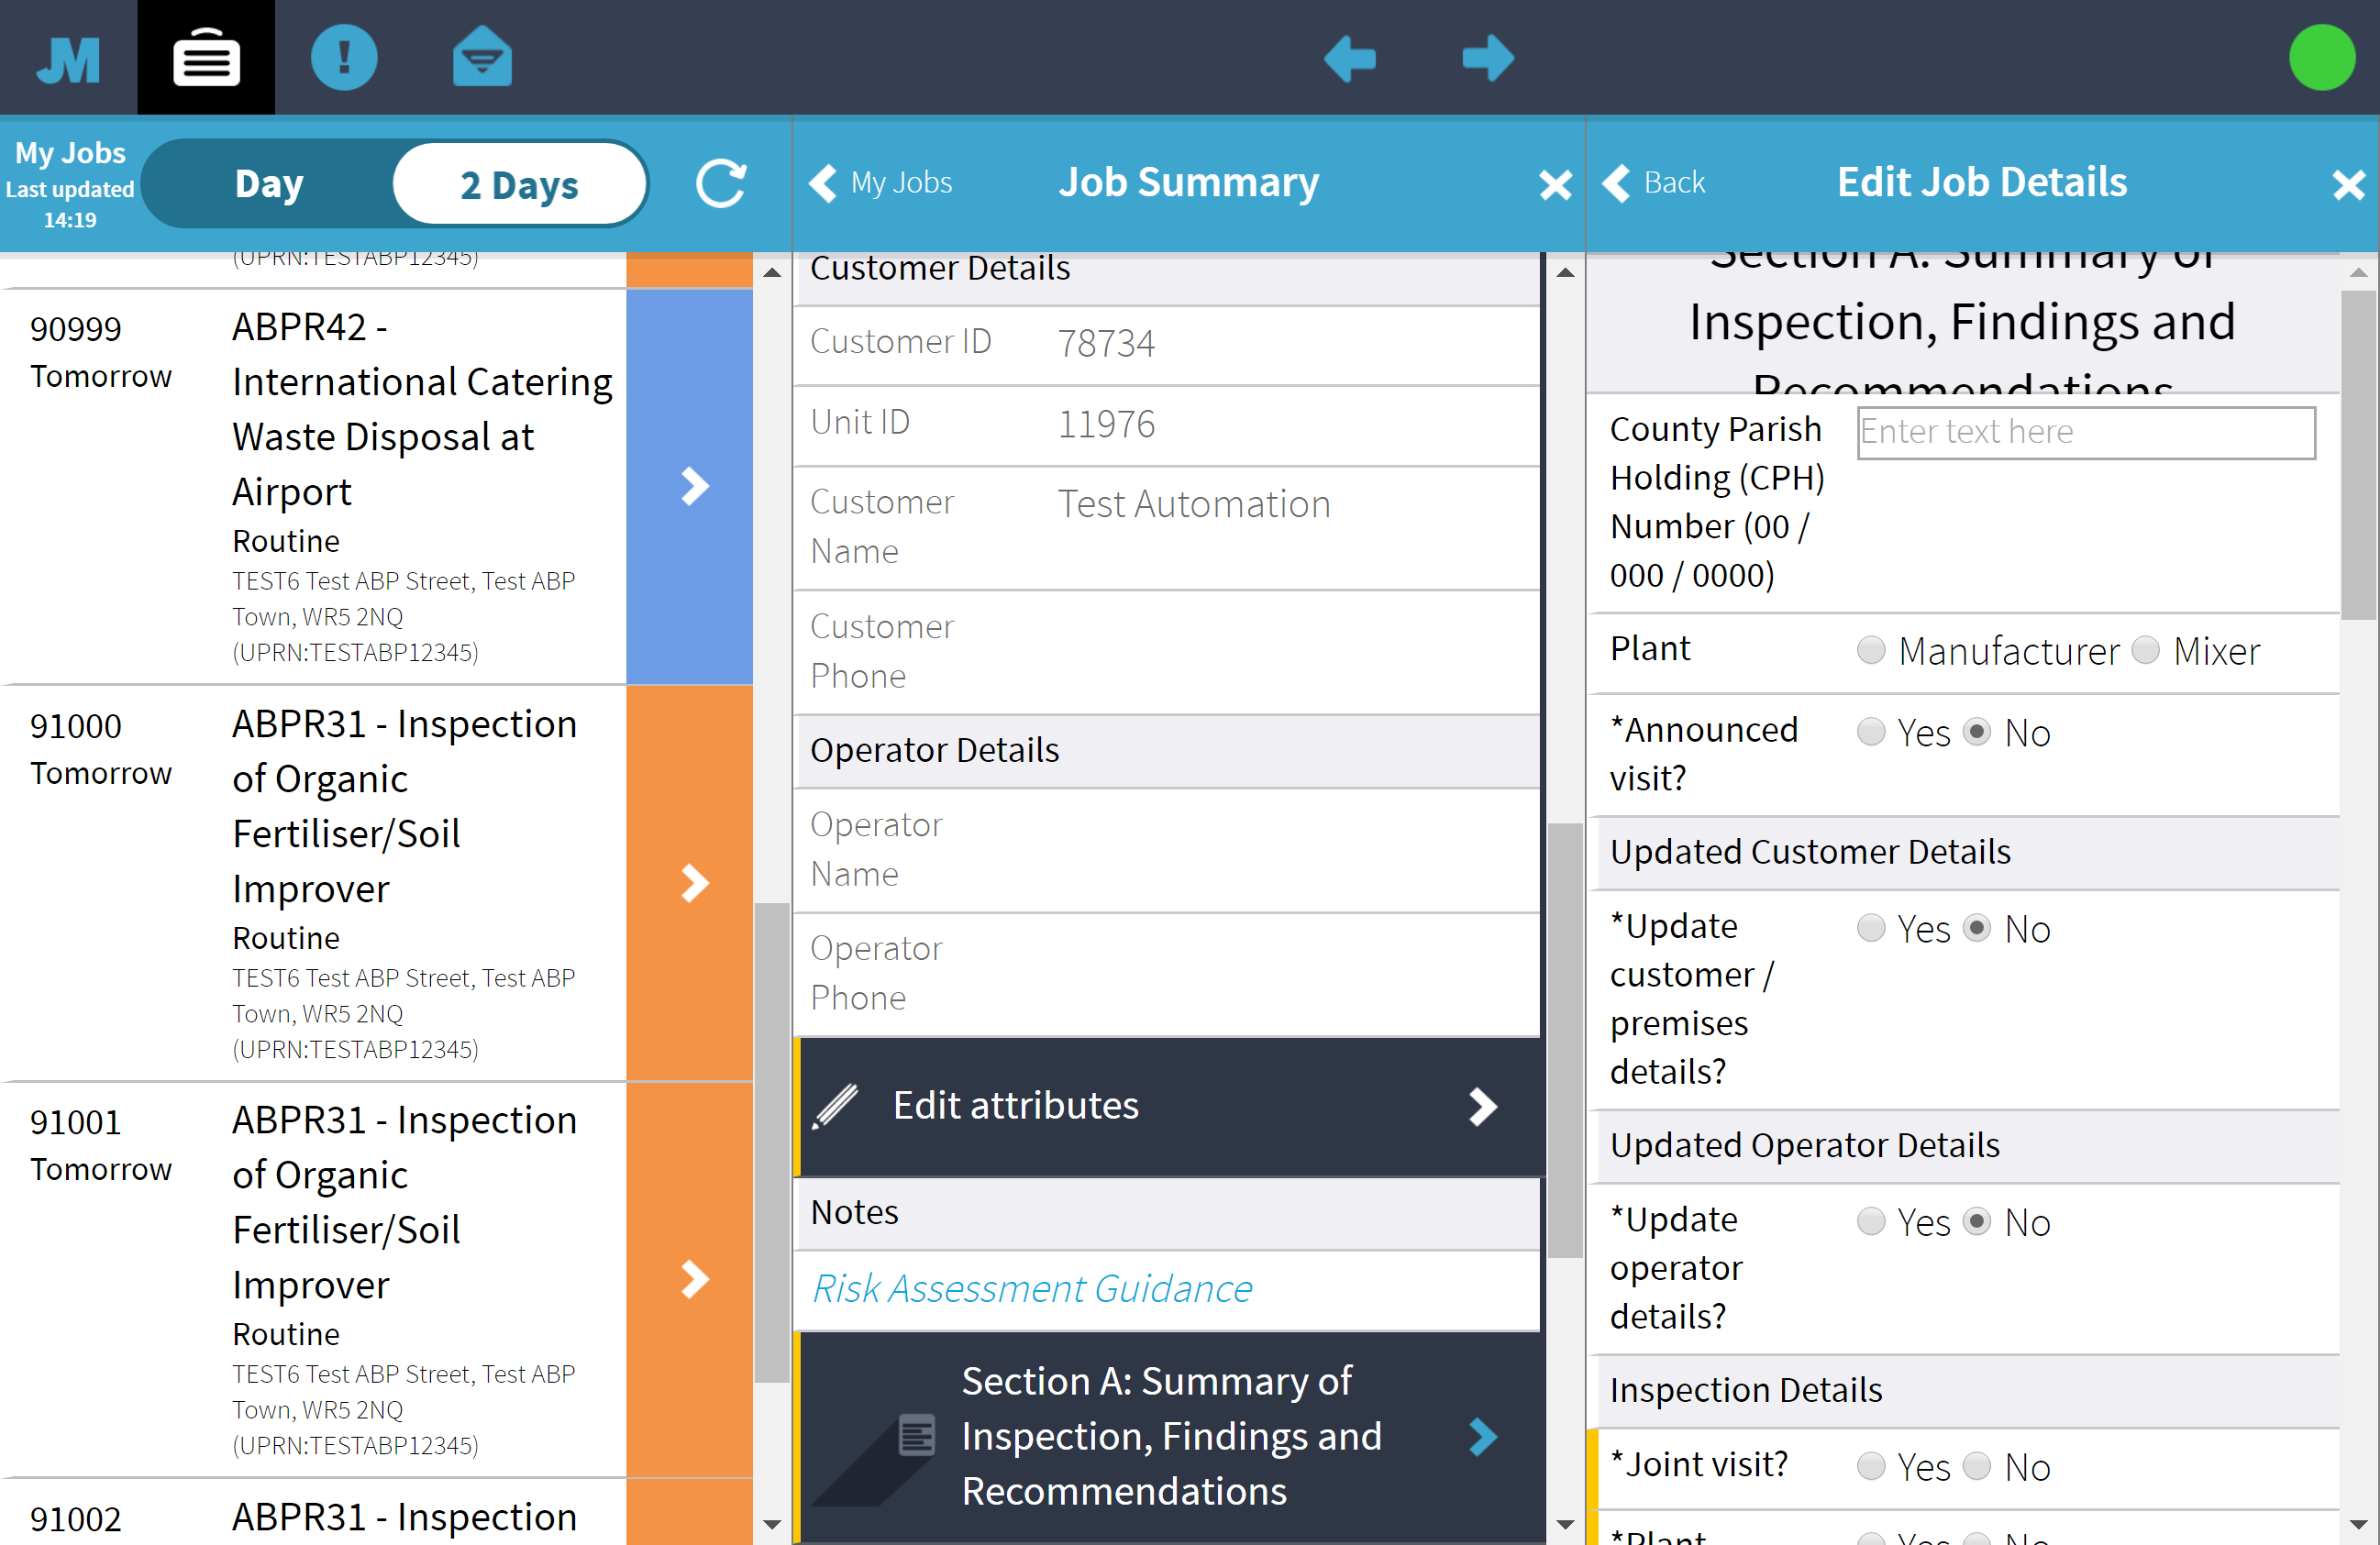 JM
My Jobs
Last updated
14:19
Day
2 Days
My Jobs
Job Summary
Back
Edit Job Details
(UPRN:TESTABP12345)
90999
Tomorrow
ABPR42 -
International Catering
Waste Disposal at
Airport
Routine
TEST6 Test ABP Street, Test ABP
Town, WR5 2NQ
(UPRN:TESTABP12345)
91000
Tomorrow
ABPR31 - Inspection
of Organic
Fertiliser/Soil
Improver
Routine
TEST6 Test ABP Street, Test ABP
Town, WR5 2NQ
(UPRN:TESTABP12345)
91001
Tomorrow
ABPR31 - Inspection
of Organic
Fertiliser/Soil
Improver
Routine
TEST6 Test ABP Street, Test ABP
Town, WR5 2NQ
(UPRN:TESTABP12345)
91002
ABPR31 - Inspection
Customer Details
Customer ID 78734
Unit ID 11976
Customer
Name
Test Automation
Customer
Phone
Operator Details
Operator
Name
Operator
Phone
Edit attributes
Notes
Risk Assessment Guidance
Section A: Summary of
Inspection, Findings and
Recommendations
Section A: Summary of
Inspection, Findings and
Recommendations
County Parish
Holding (CPH)
Number (00 /
000 / 0000)
Enter text here
Plant
Manufacturer Mixer
*Announced
visit?
Yes No
Updated Customer Details
*Update
customer /
premises
details?
Yes No
Updated Operator Details
*Update
operator
details?
Yes No
Inspection Details
*Joint visit? Yes No
*Plant Yes No